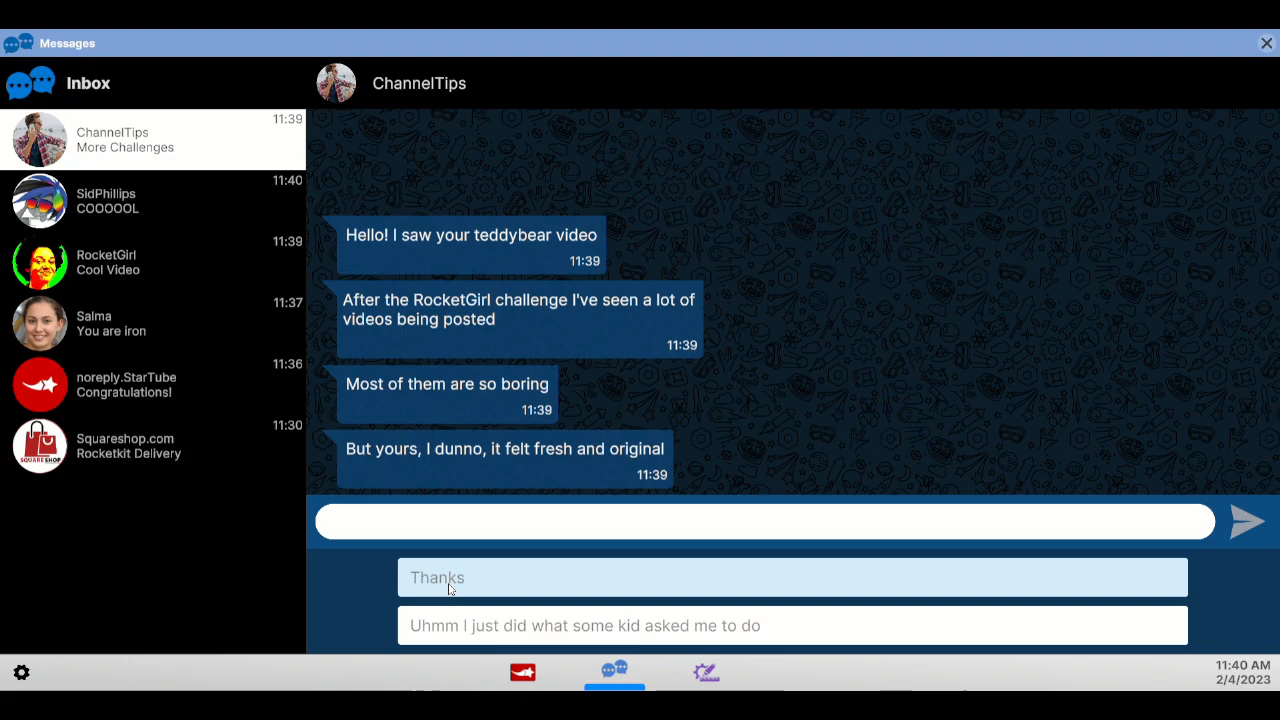 Messages
Inbox
ChannelTips
11:39
ChannelTips
More Challenges
11:40
SidPhillips
COOOOOL
11:39
RocketGirl
Cool Video
11:37
Salma
You are iron
11:36
noreply.StarTube
Congratulations!
11:30
SQUARE SHOP
Squareshop.com
Rocketkit Delivery
Hello! I saw your teddybear video
11:39
After the RocketGirl challenge I've seen a lot of
videos being posted
11:39
Most of them are so boring
11:39
But yours, I dunno, it felt fresh and original
11:39
Thanks
Uhmm I just did what some kid asked me to do
11:40 AM
2/4/2023